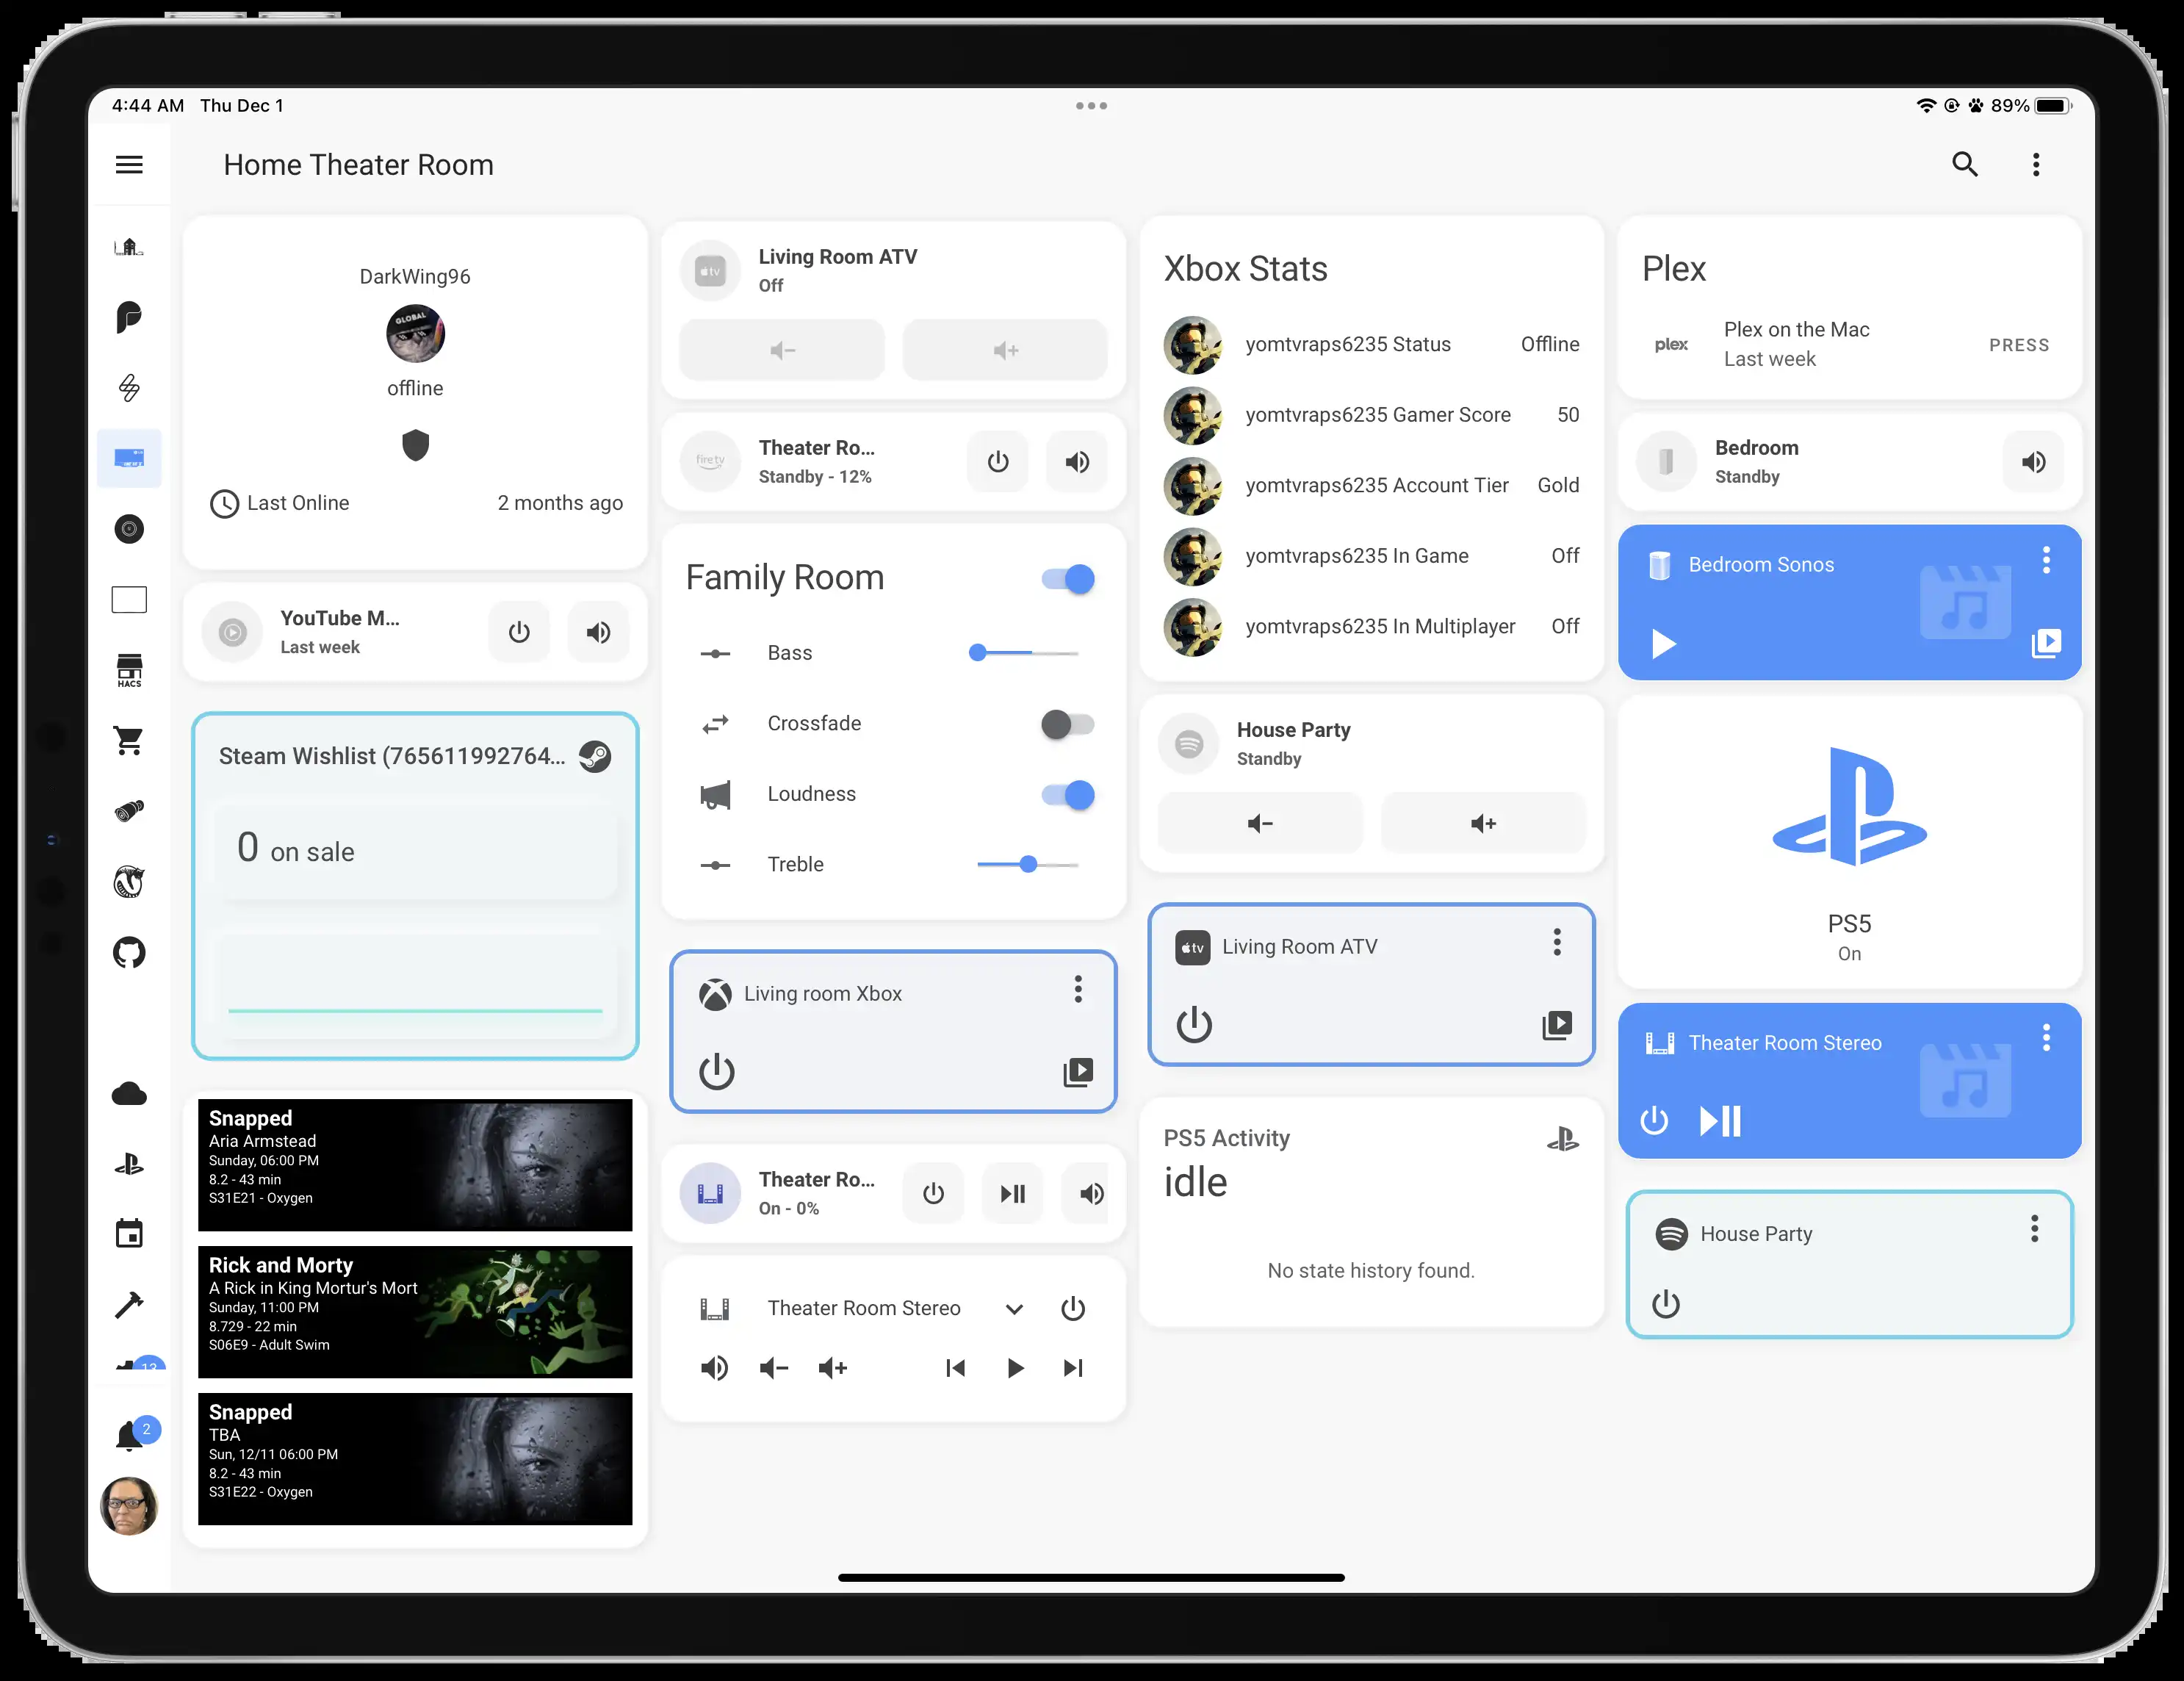 4:44 AM Thu Dec 1
89%
Home Theater Room
DarkWing96
GLOBAL
offline
Last Online 2 months ago
YouTube M...
Last week
Steam Wishlist (765611992764...
0 on sale
Snapped
Aria Armstead
Sunday, 06:00 PM
8.2 - 43 min
S31E21 - Oxygen
Rick and Morty
A Rick in King Mortur's Mort
Sunday, 11:00 PM
8.729 - 22 min
S06E9 - Adult Swim
Snapped
TBA
Sun, 12/11 06:00 PM
8.2 - 43 min
S31E22 - Oxygen
HACS
13
2
tv
Living Room ATV
Off
fire tv
Theater Ro...
Standby - 12%
Family Room
Bass
Crossfade
Loudness
Treble
Living room Xbox
Theater Ro...
On - 0%
Theater Room Stereo
Xbox Stats
yomtvraps6235 Status Offline
yomtvraps6235 Gamer Score 50
yomtvraps6235 Account Tier Gold
yomtvraps6235 In Game Off
yomtvraps6235 In Multiplayer Off
House Party
Standby
tv
Living Room ATV
PS5 Activity
idle
No state history found.
Plex
plex
Plex on the Mac
Last week
PRESS
Bedroom
Standby
Bedroom Sonos
PS5
On
Theater Room Stereo
House Party